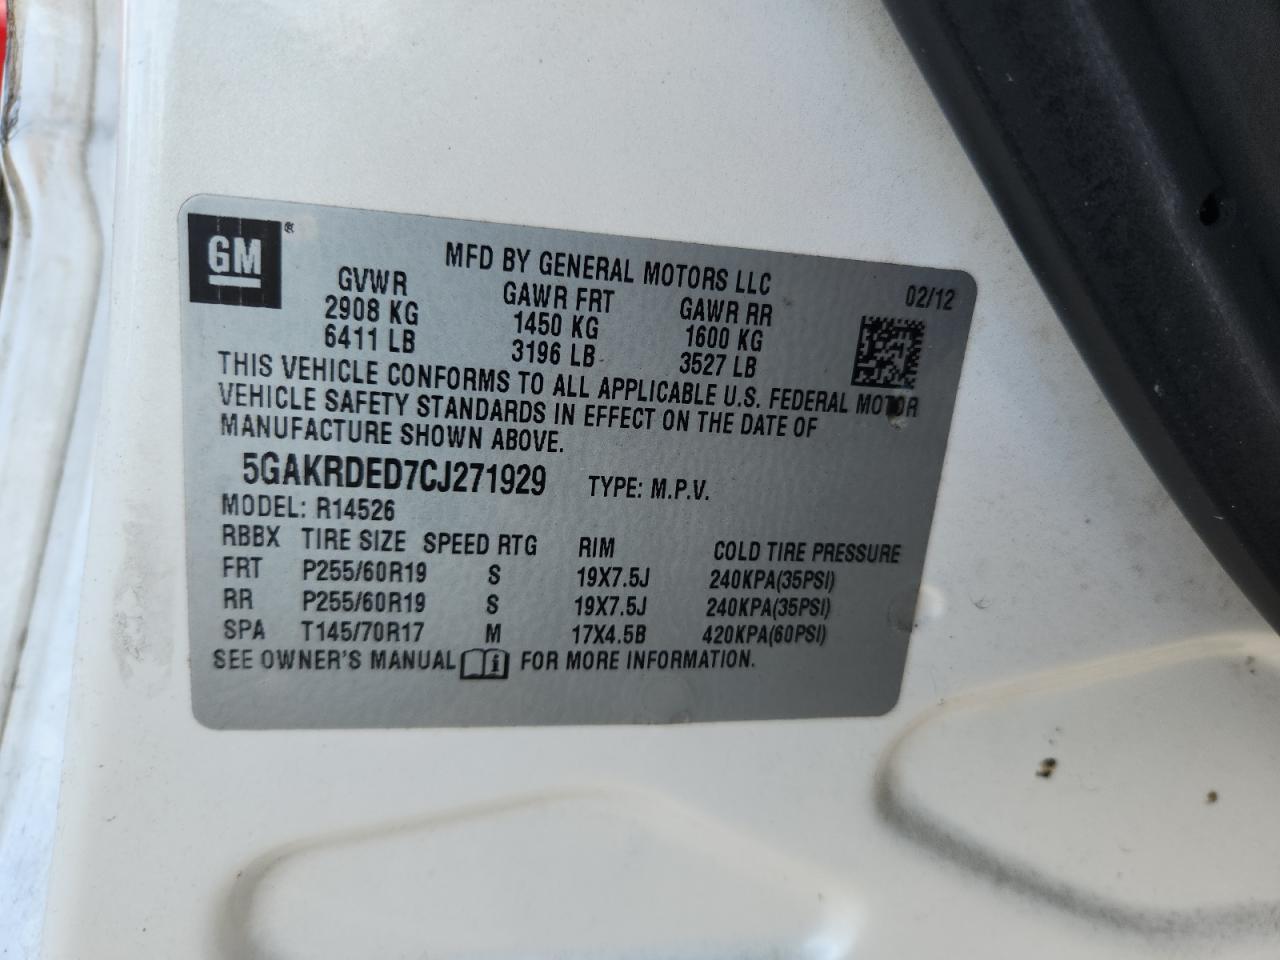 GM®
MFD BY GENERAL MOTORS LLC
02/12
GVWR GAWR FRT GAWR RR
2908 KG 1450 KG 1600 KG
6411 LB 3196 LB 3527 LB
THIS VEHICLE CONFORMS TO ALL APPLICABLE U.S. FEDERAL MOTOR
VEHICLE SAFETY STANDARDS IN EFFECT ON THE DATE OF
MANUFACTURE SHOWN ABOVE.
5GAKRDED7CJ271929 TYPE: M.P.V.
MODEL: R14526
RBBX TIRE SIZE SPEED RTG RIM COLD TIRE PRESSURE
FRT P255/60R19 S 19X7.5J 240KPA(35PSI)
RR P255/60R19 S 19X7.5J 240KPA(35PSI)
SPA T145/70R17 M 17X4.5B 420KPA(60PSI)
SEE OWNER'S MANUAL i FOR MORE INFORMATION.